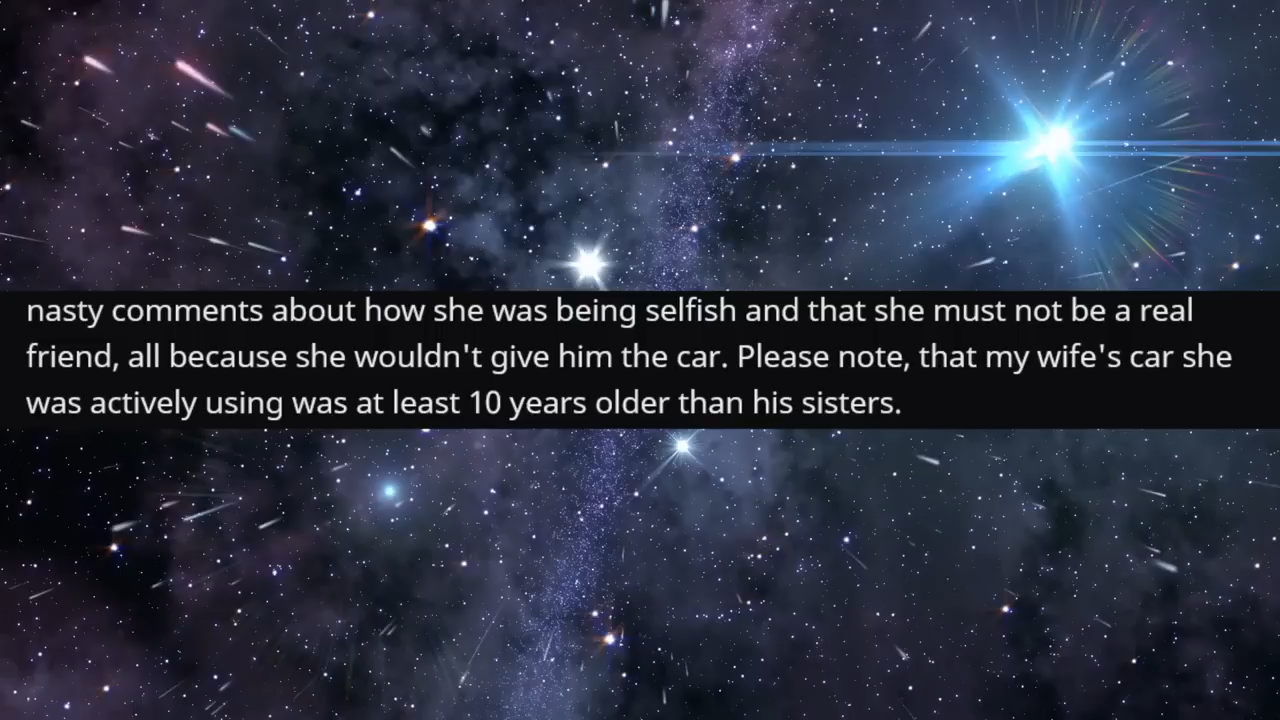 nasty comments about how she was being selfish and that she must not be a real
friend, all because she wouldn't give him the car. Please note, that my wife's car she
was actively using was at least 10 years older than his sisters.